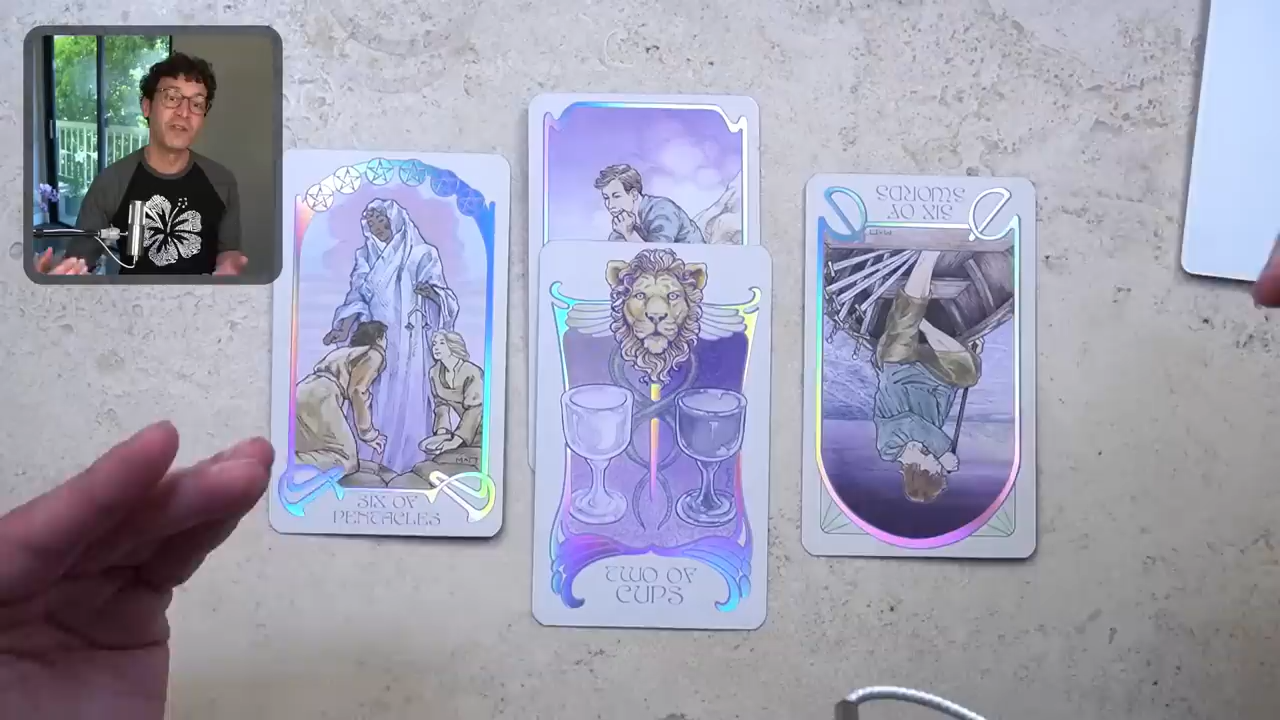 SIX OF
PENTACLES
TWO OF
CUPS
SIX OF
SWORDS